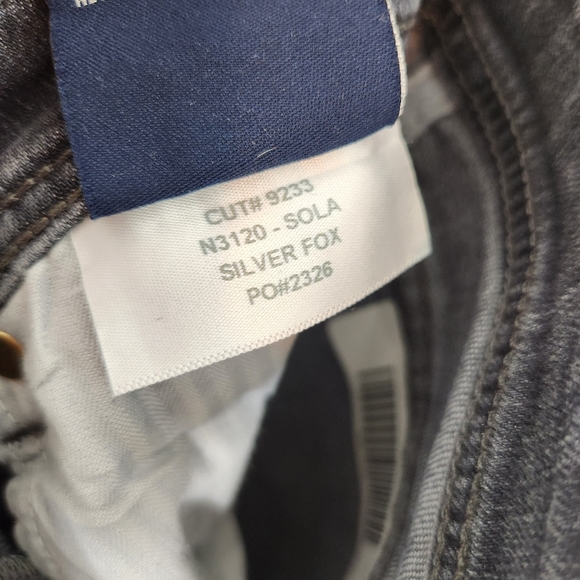 CUT# 9233
N3120 - SOLA
SILVER FOX
PO#2326